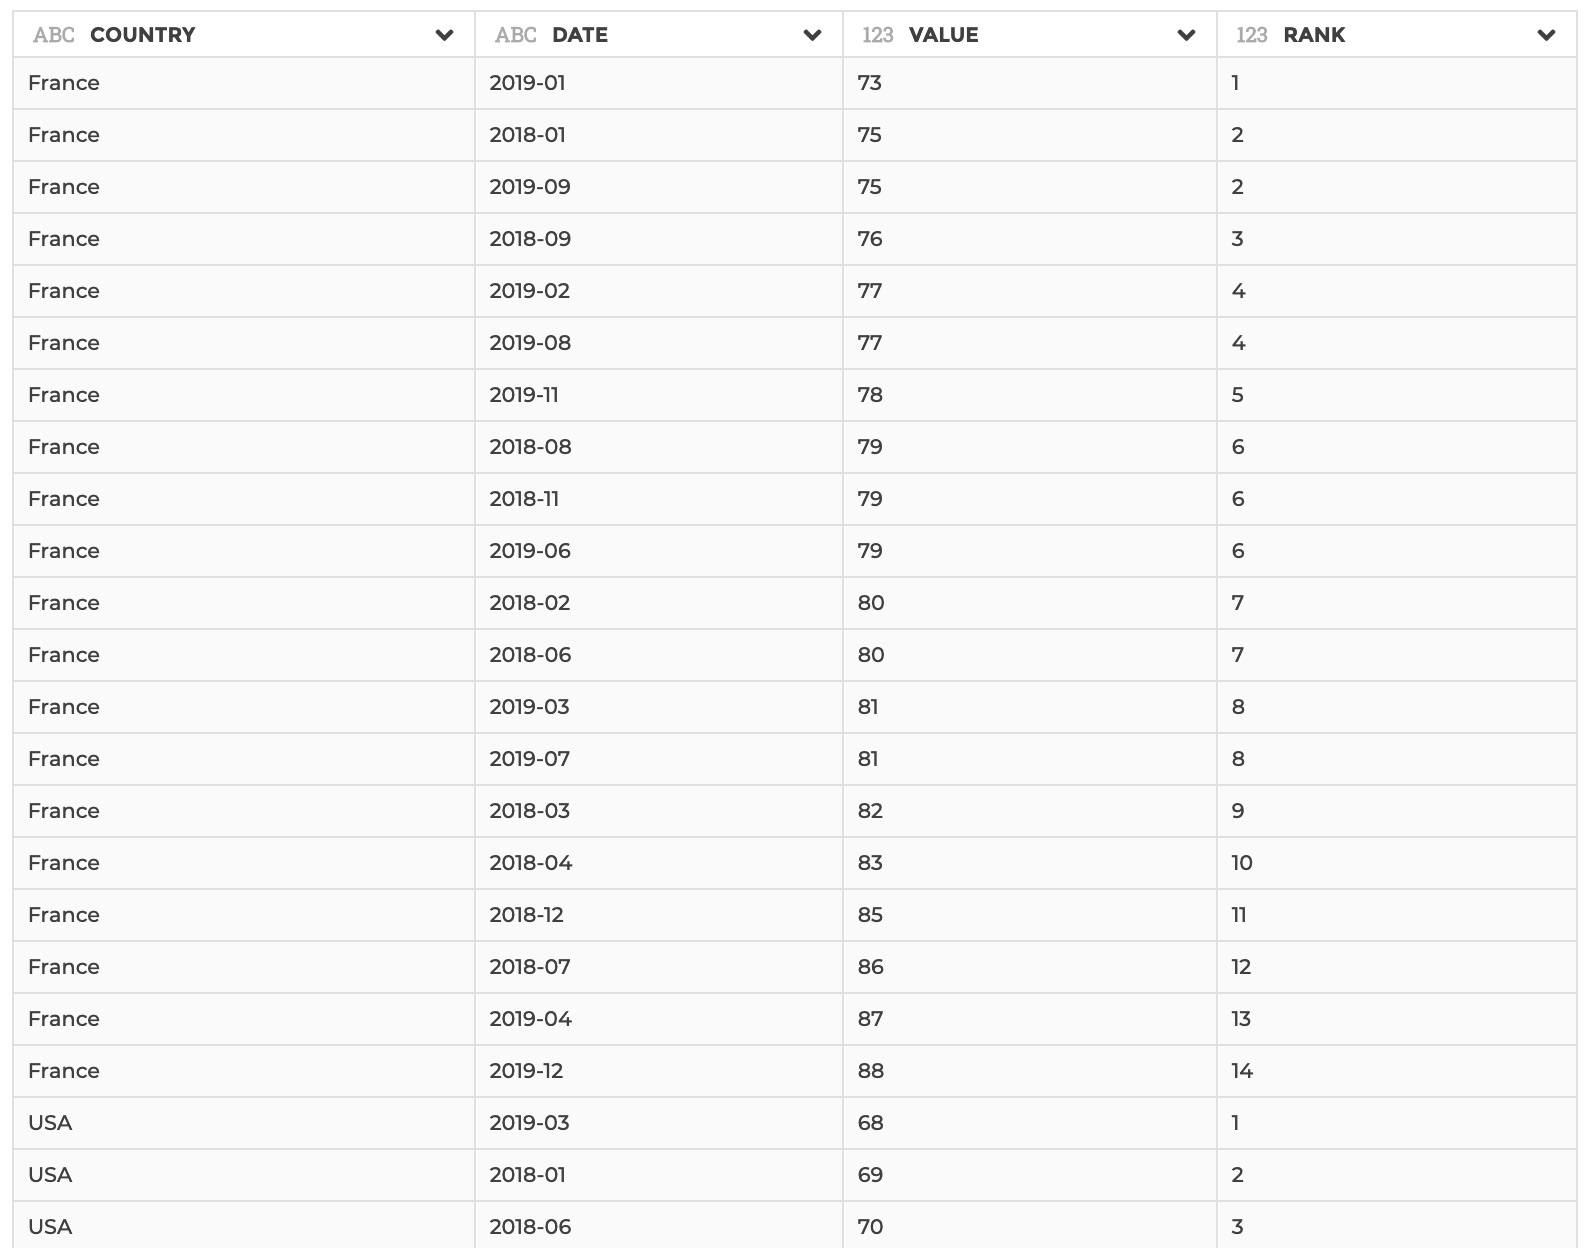 ABC COUNTRY ABC DATE 123 VALUE 123 RANK
France 2019-01 73 1
France 2018-01 75 2
France 2019-09 75 2
France 2018-09 76 3
France 2019-02 77 4
France 2019-08 77 4
France 2019-11 78 5
France 2018-08 79 6
France 2018-11 79 6
France 2019-06 79 6
France 2018-02 80 7
France 2018-06 80 7
France 2019-03 81 8
France 2019-07 81 8
France 2018-03 82 9
France 2018-04 83 10
France 2018-12 85 11
France 2018-07 86 12
France 2019-04 87 13
France 2019-12 88 14
USA 2019-03 68 1
USA 2018-01 69 2
USA 2018-06 70 3